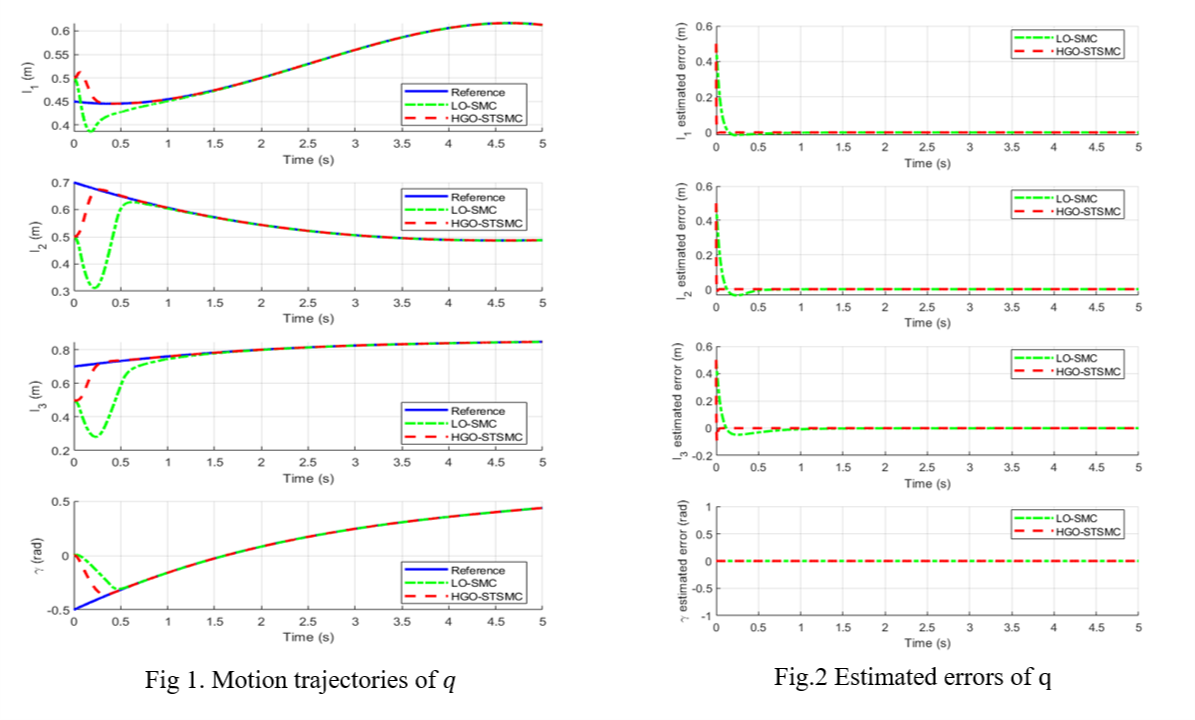 0.6
0.55
0.5
0.45
0.4
l1 (m)
Reference
LO-SMC
HGO-STSMC
0 0.5 1 1.5 2 2.5 3 3.5 4 4.5 5
Time (s)
0.7
0.6
0.5
0.4
0.3
l2 (m)
Reference
LO-SMC
HGO-STSMC
0 0.5 1 1.5 2 2.5 3 3.5 4 4.5 5
Time (s)
0.8
0.6
0.4
0.2
l3 (m)
Reference
LO-SMC
HGO-STSMC
0 0.5 1 1.5 2 2.5 3 3.5 4 4.5 5
Time (s)
0.5
0
-0.5
γ (rad)
Reference
LO-SMC
HGO-STSMC
0 0.5 1 1.5 2 2.5 3 3.5 4 4.5 5
Time (s)
Fig 1. Motion trajectories of q
0.6
0.4
0.2
0
l1 estimated error (m)
LO-SMC
HGO-STSMC
0 0.5 1 1.5 2 2.5 3 3.5 4 4.5 5
Time (s)
0.6
0.4
0.2
0
l2 estimated error (m)
LO-SMC
HGO-STSMC
0 0.5 1 1.5 2 2.5 3 3.5 4 4.5 5
Time (s)
0.6
0.4
0.2
0
-0.2
l3 estimated error (m)
LO-SMC
HGO-STSMC
0 0.5 1 1.5 2 2.5 3 3.5 4 4.5 5
Time (s)
1
0.5
0
-0.5
-1
γ estimated error (rad)
LO-SMC
HGO-STSMC
0 0.5 1 1.5 2 2.5 3 3.5 4 4.5 5
Time (s)
Fig.2 Estimated errors of q